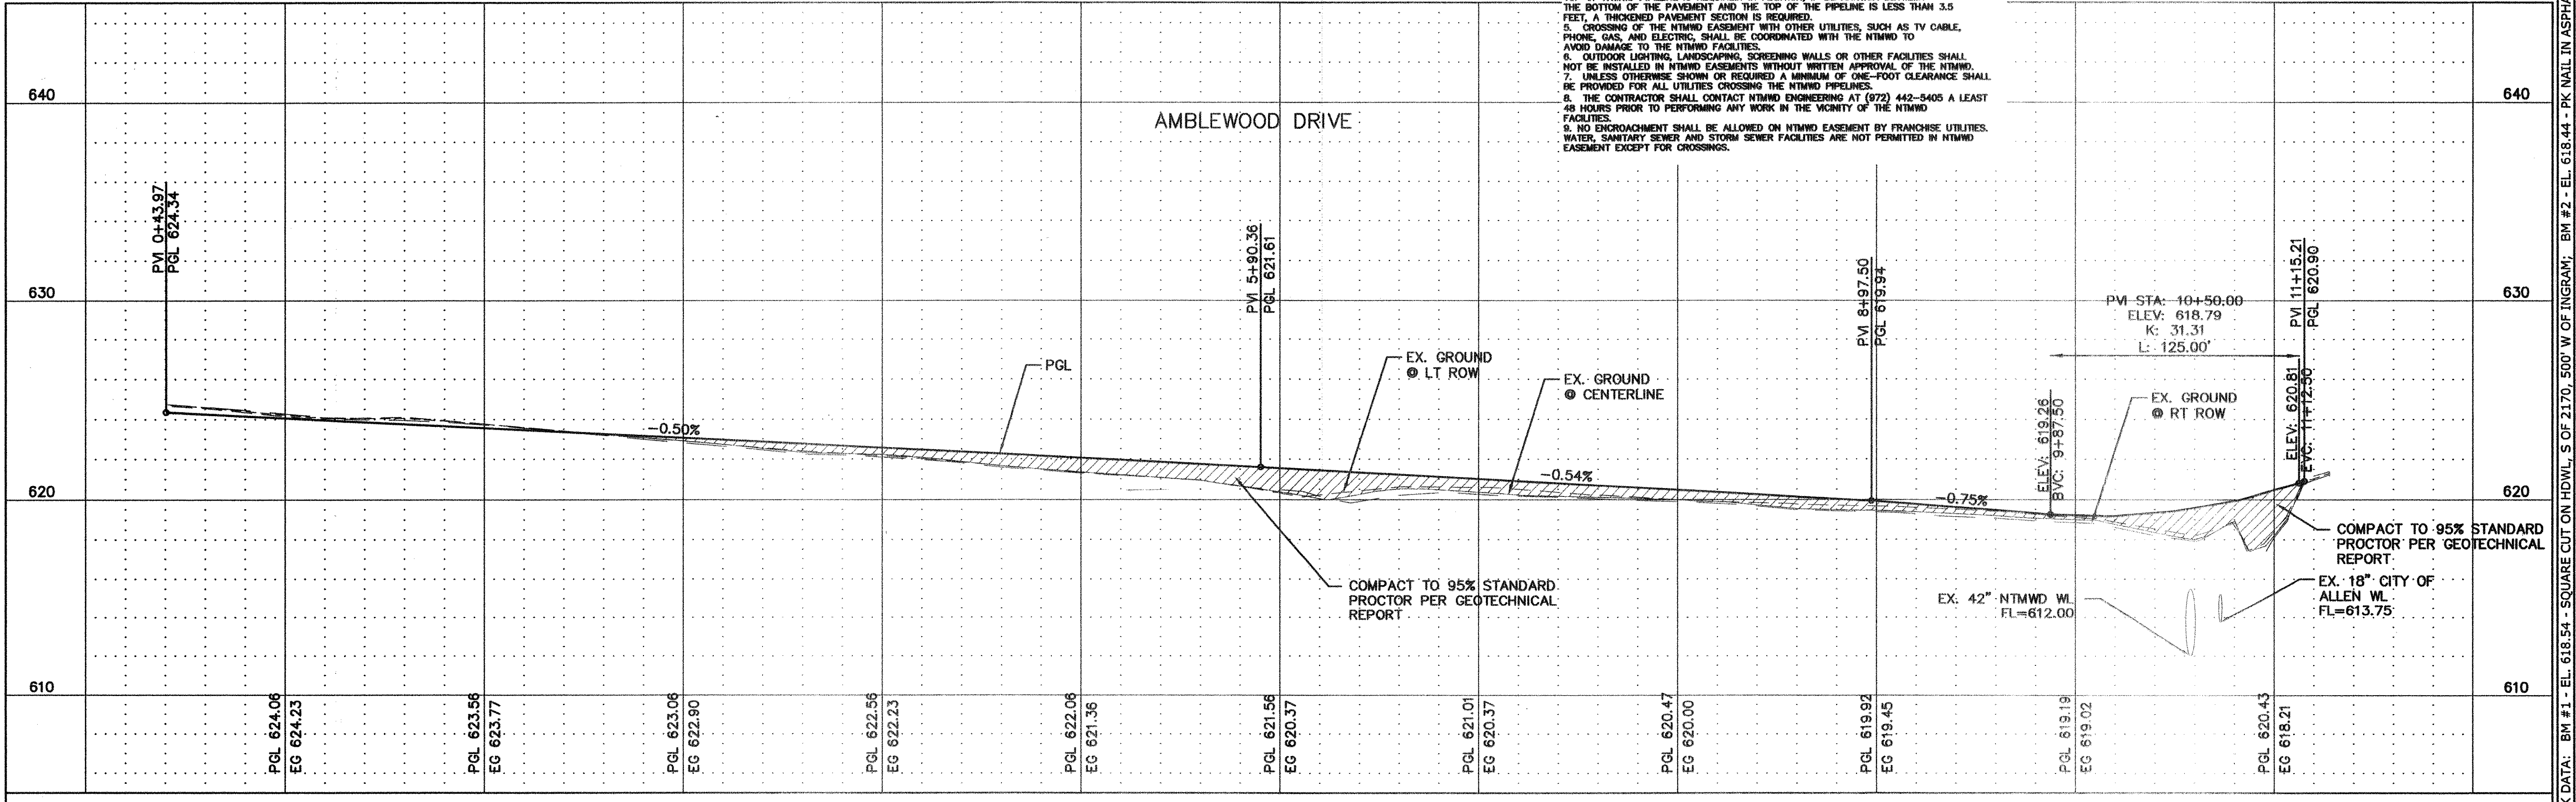 THE BOTTOM OF THE PAVEMENT AND THE TOP OF THE PIPELINE IS LESS THAN 3.5
FEET, A THICKENED PAVEMENT SECTION IS REQUIRED.
5. CROSSING OF THE NTMWD EASEMENT WITH OTHER UTILITIES, SUCH AS TV CABLE,
PHONE, GAS, AND ELECTRIC, SHALL BE COORDINATED WITH THE NTMWD TO
AVOID DAMAGE TO THE NTMWD FACILITIES.
6. OUTDOOR LIGHTING, LANDSCAPING, SCREENING WALLS OR OTHER FACILITIES SHALL
NOT BE INSTALLED IN NTMWD EASEMENTS WITHOUT WRITTEN APPROVAL OF THE NTMWD.
7. UNLESS OTHERWISE SHOWN OR REQUIRED A MINIMUM OF ONE-FOOT CLEARANCE SHALL
BE PROVIDED FOR ALL UTILITIES CROSSING THE NTMWD PIPELINES.
8. THE CONTRACTOR SHALL CONTACT NTMWD ENGINEERING AT (972) 442-5405 A LEAST
48 HOURS PRIOR TO PERFORMING ANY WORK IN THE VICINITY OF THE NTMWD
FACILITIES.
9. NO ENCROACHMENT SHALL BE ALLOWED ON NTMWD EASEMENT BY FRANCHISE UTILITIES.
WATER, SANITARY SEWER AND STORM SEWER FACILITIES ARE NOT PERMITTED IN NTMWD
EASEMENT EXCEPT FOR CROSSINGS.
640
640
AMBLEWOOD DRIVE
PVI 0+43.97
PGL 624.34
PVI 5+90.36
PGL 621.61
PVI 8+97.50
PGL 619.94
PVI 11+15.21
PGL 620.90
630
630
PVI STA: 10+50.00
ELEV: 618.79
K: 31.31
L: 125.00'
PGL
EX. GROUND
@ LT ROW
EX. GROUND
@ CENTERLINE
ELEV: 619.26
BVC: 9+87.50
EX. GROUND
@ RT ROW
ELEV: 620.81
EVC: 11+12.50
-0.50%
-0.54%
-0.75%
620
620
COMPACT TO 95% STANDARD
PROCTOR PER GEOTECHNICAL
REPORT
COMPACT TO 95% STANDARD
PROCTOR PER GEOTECHNICAL
REPORT
EX. 42" NTMWD WL
FL=612.00
EX. 18" CITY OF
ALLEN WL
FL=613.75
610
610
PGL 624.06
EG 624.23
PGL 623.56
EG 623.77
PGL 623.06
EG 622.90
PGL 622.56
EG 622.23
PGL 622.06
EG 621.36
PGL 621.56
EG 620.37
PGL 621.01
EG 620.37
PGL 620.47
EG 620.00
PGL 619.92
EG 619.45
PGL 619.19
EG 619.02
PGL 620.43
EG 618.21
DATA: BM #1 - EL. 618.54 - SQUARE CUT ON HDWL, S OF 2170, 500' W OF INGRAM; BM #2 - EL. 618.44 - PK NAIL IN ASPHA